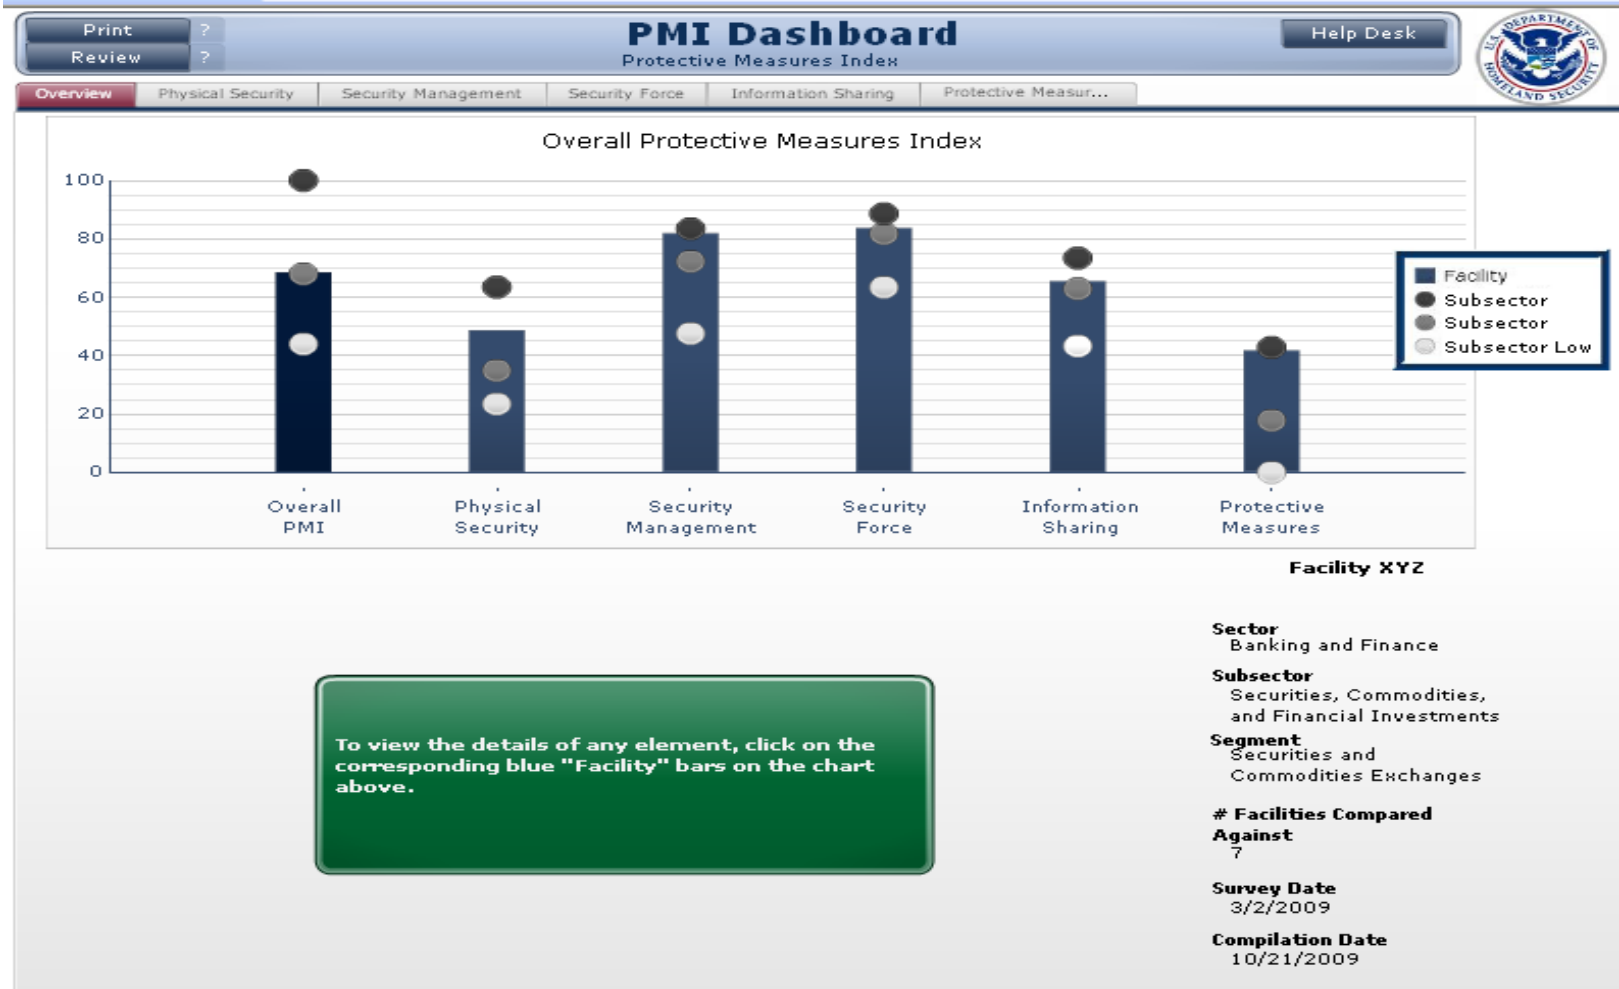 Print
?
Review
?
PMI Dashboard
Protective Measures Index
Help Desk
U.S. DEPARTMENT OF HOMELAND SECURITY
Overview
Physical Security
Security Management
Security Force
Information Sharing
Protective Measur...
Overall Protective Measures Index
100
80
60
40
20
0
Facility
Subsector
Subsector
Subsector Low
Overall
PMI
Physical
Security
Security
Management
Security
Force
Information
Sharing
Protective
Measures
Facility XYZ
Sector
Banking and Finance
Subsector
Securities, Commodities,
and Financial Investments
Segment
Securities and
Commodities Exchanges
# Facilities Compared
Against
7
Survey Date
3/2/2009
Compilation Date
10/21/2009
To view the details of any element, click on the
corresponding blue "Facility" bars on the chart
above.